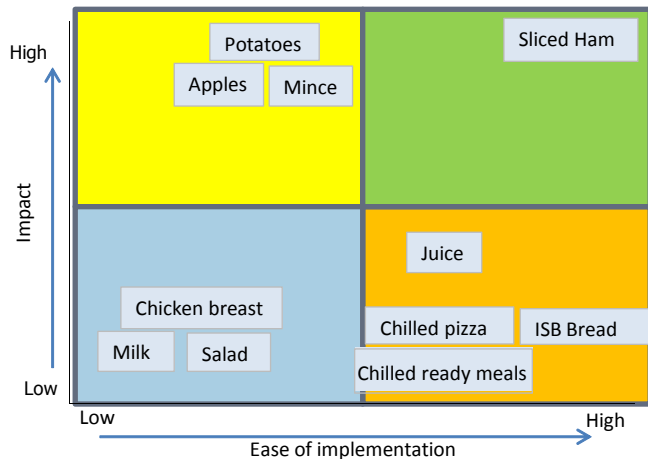 High
Potatoes
Sliced Ham
Apples
Mince
Impact
Juice
Chicken breast
Chilled pizza
ISB Bread
Milk
Salad
Chilled ready meals
Low
Low
High
Ease of implementation